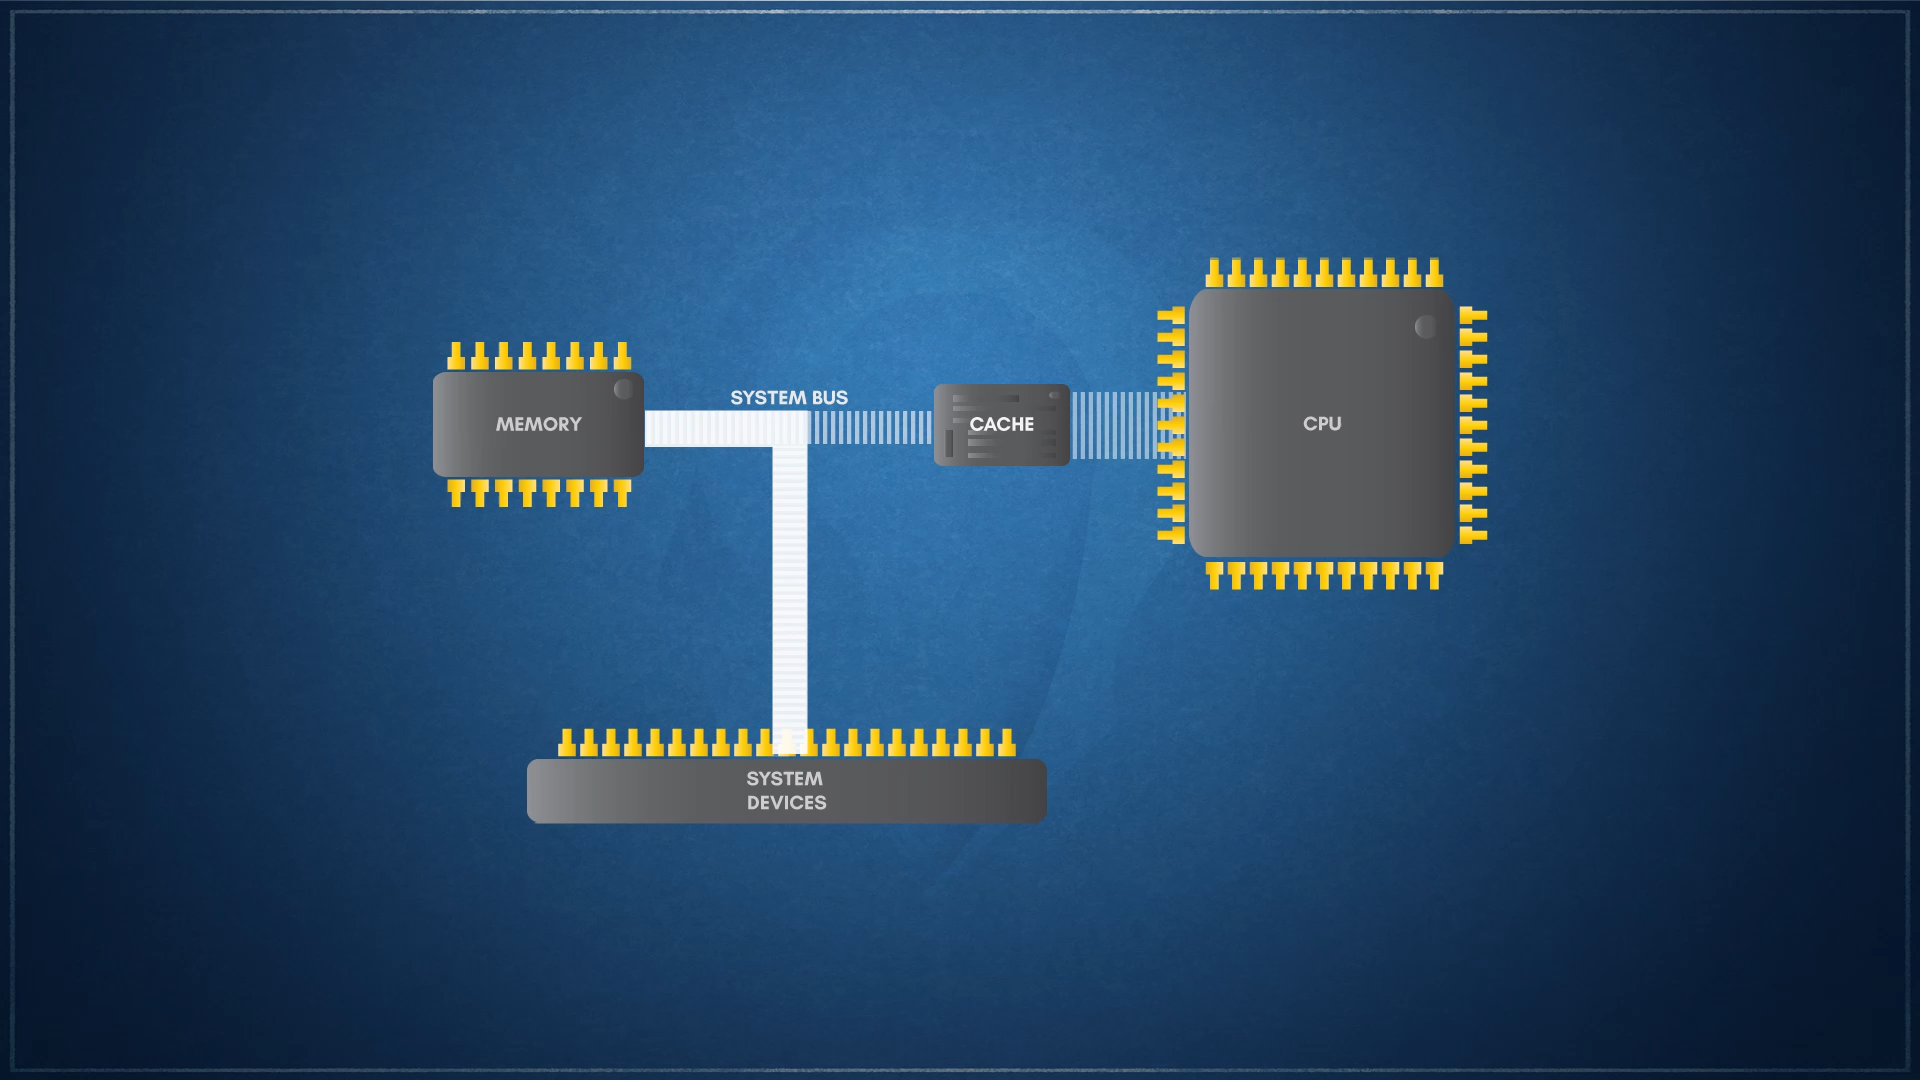 SYSTEM BUS
MEMORY
CACHE
CPU
SYSTEM
DEVICES